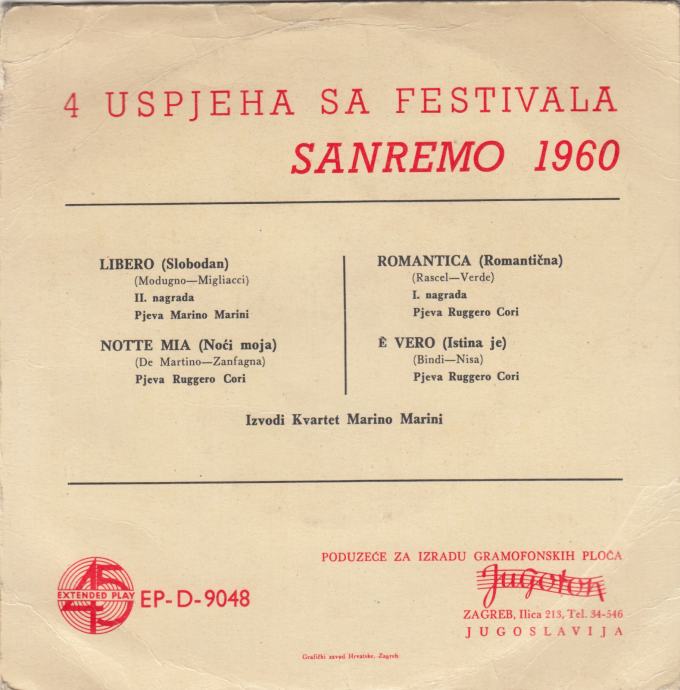 4 USPJEHA SA FESTIVALA
SANREMO 1960
LIBERO (Slobodan)
(Modugno—Migliacci)
II. nagrada
Pjeva Marino Marini
NOTTE MIA (Noći moja)
(De Martino—Zanfagna)
Pjeva Ruggero Cori
ROMANTICA (Romantična)
(Rascel—Verde)
I. nagrada
Pjeva Ruggero Cori
È VERO (Istina je)
(Bindi—Nisa)
Pjeva Ruggero Cori
Izvodi Kvartet Marino Marini
45
EXTENDED PLAY
EP-D-9048
PODUZEĆE ZA IZRADU GRAMOFONSKIH PLOČA
Jugoton
ZAGREB, Ilica 213, Tel. 34-546
JUGOSLAVIJA
Grafički zavod Hrvatske, Zagreb